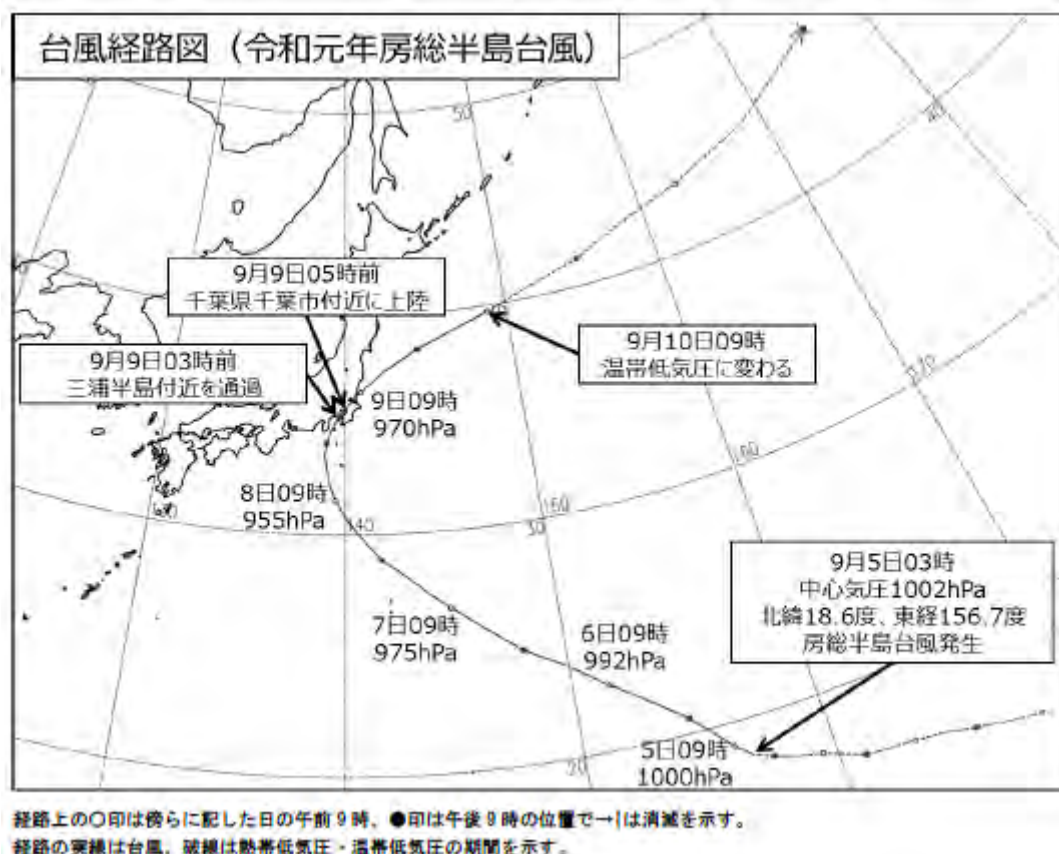 台風経路図（令和元年房総半島台風）
50
40
9月9日05時前
千葉県千葉市付近に上陸
9月9日03時前
三浦半島付近を通過
9月10日09時
温帯低気圧に変わる
170
9日09時
970hPa
160
8日09時
955hPa
140
150
30
9月5日03時
中心気圧1002hPa
北緯18.6度、東経156.7度
房総半島台風発生
7日09時
975hPa
6日09時
992hPa
5日09時
1000hPa
20
経路上の○印は傍らに記した日の午前９時、●印は午後９時の位置で→|は消滅を示す。
経路の実線は台風、破線は熱帯低気圧・温帯低気圧の期間を示す。